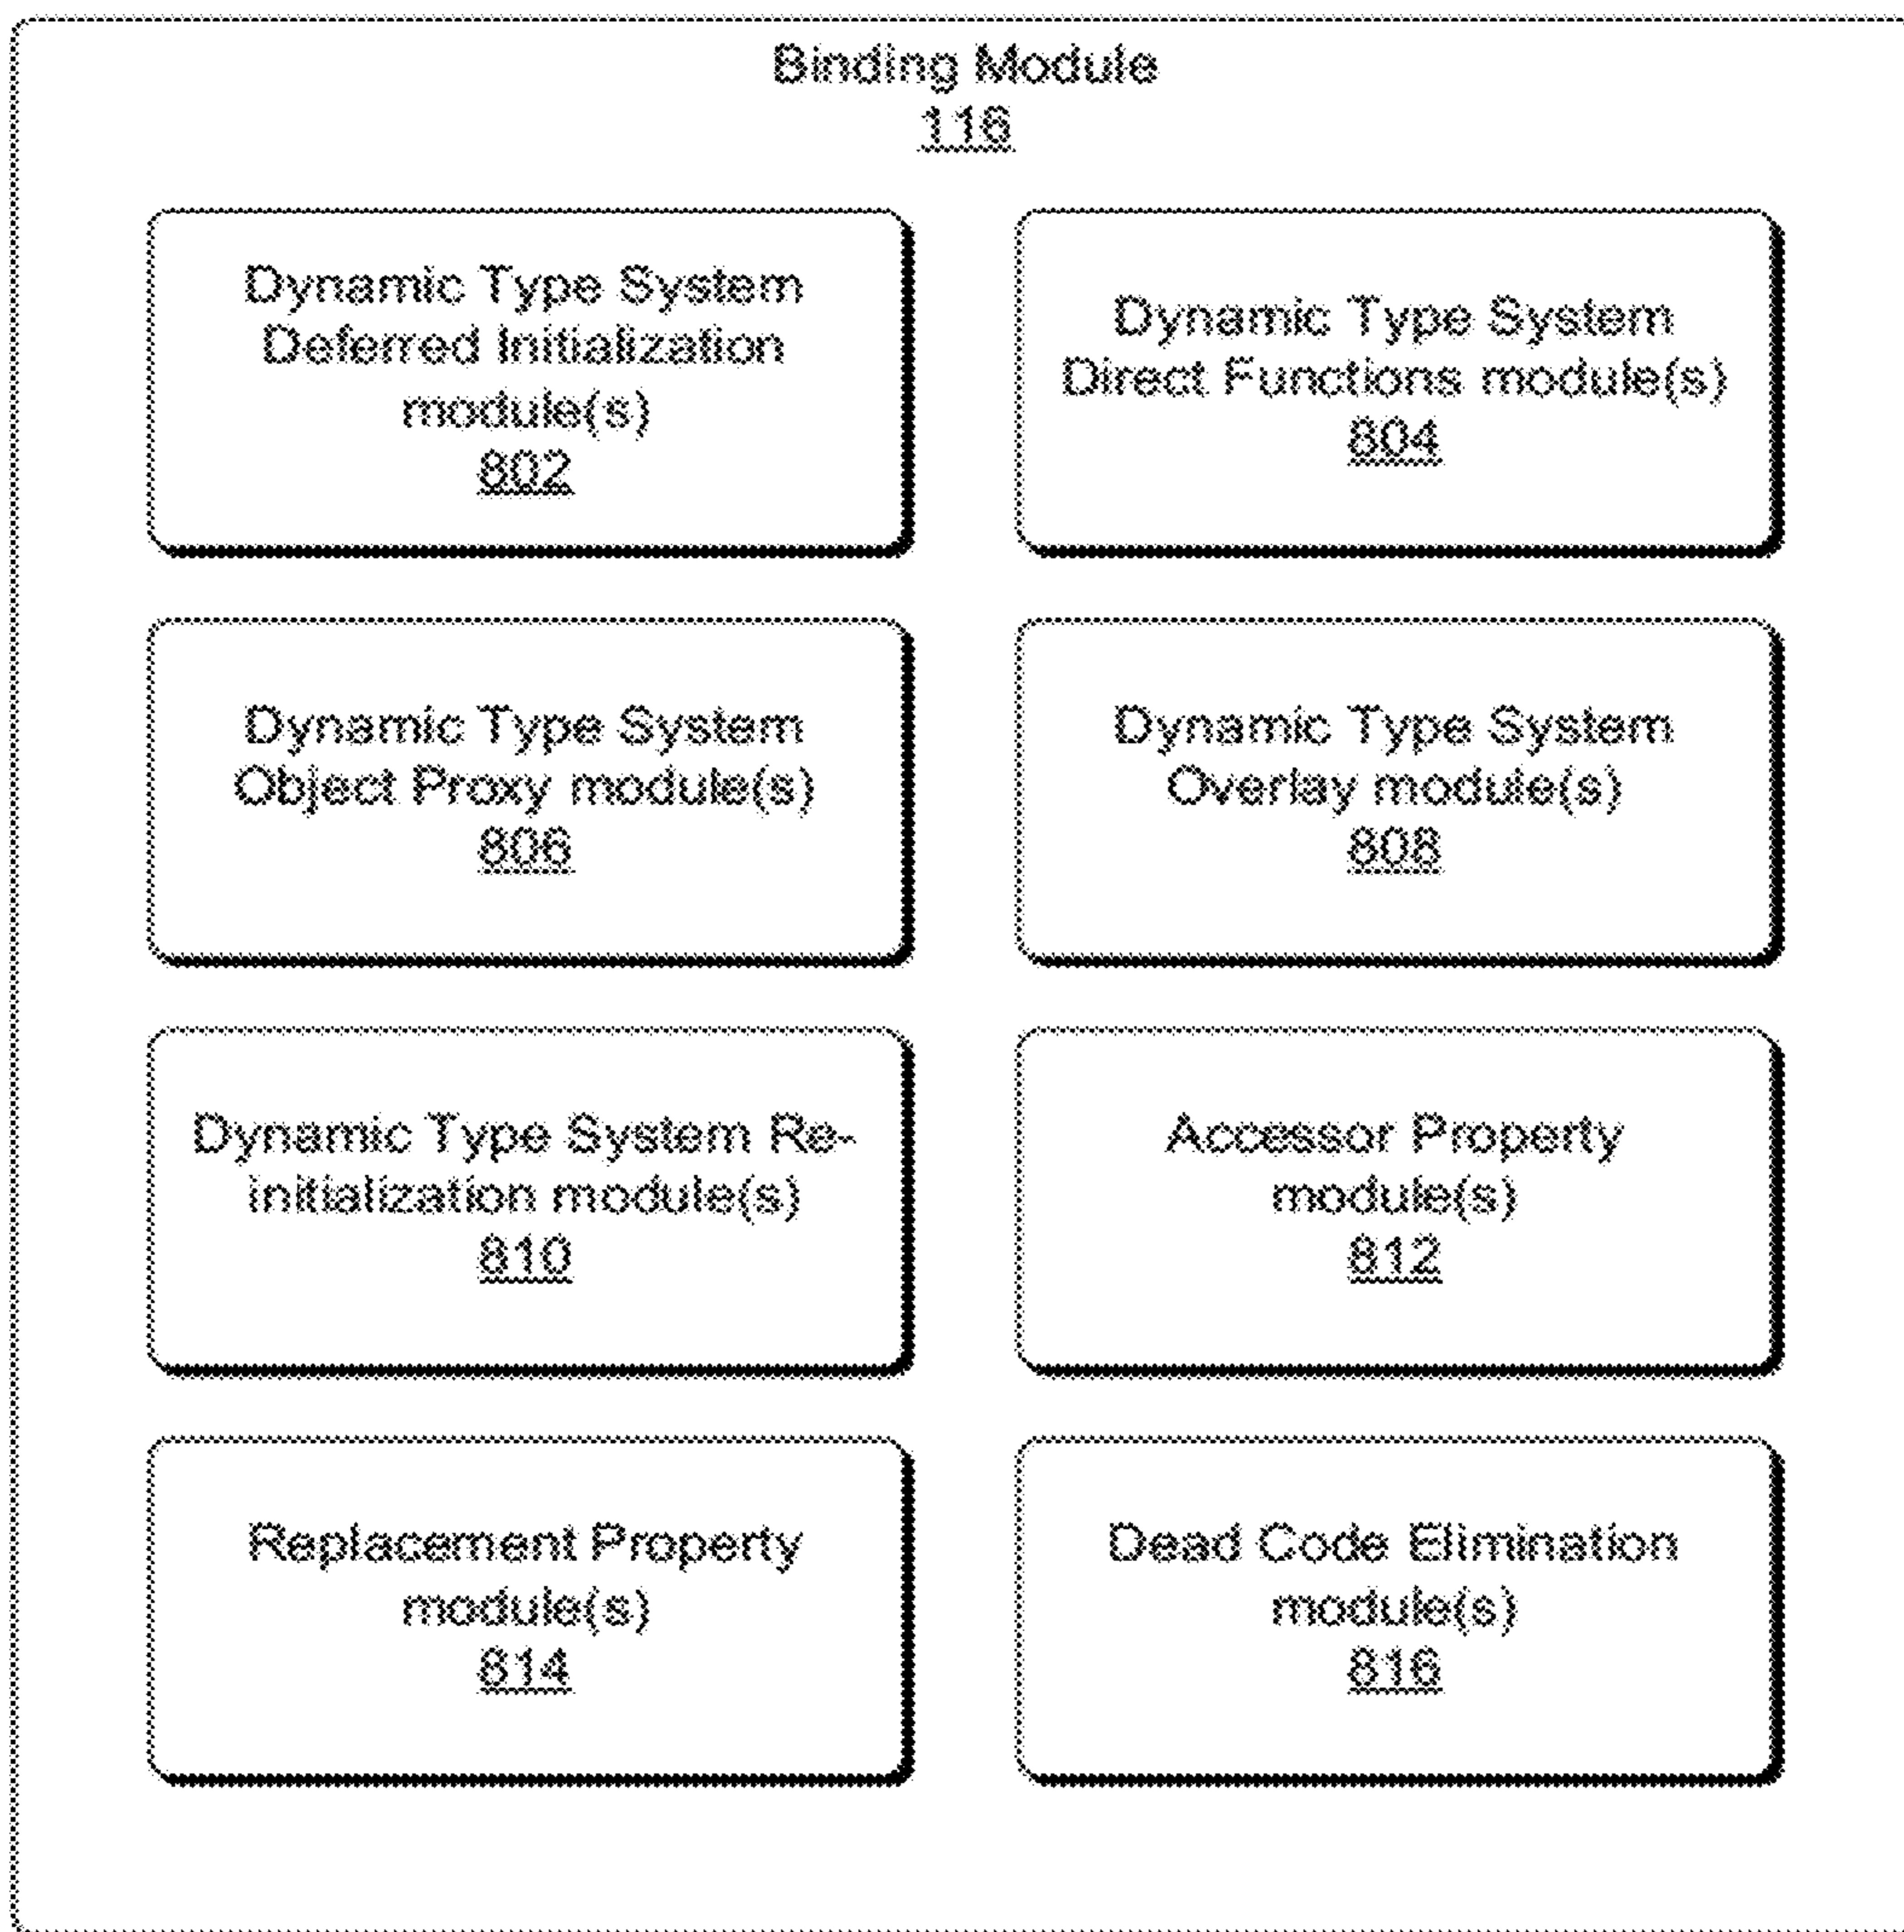 Binding Module
116
Dynamic Type System
Deferred Initialization
module(s)
802
Dynamic Type System
Direct Functions module(s)
804
Dynamic Type System
Object Proxy module(s)
806
Dynamic Type System
Overlay module(s)
808
Dynamic Type System Re-
initialization module(s)
810
Accessor Property
module(s)
812
Replacement Property
module(s)
814
Dead Code Elimination
module(s)
816